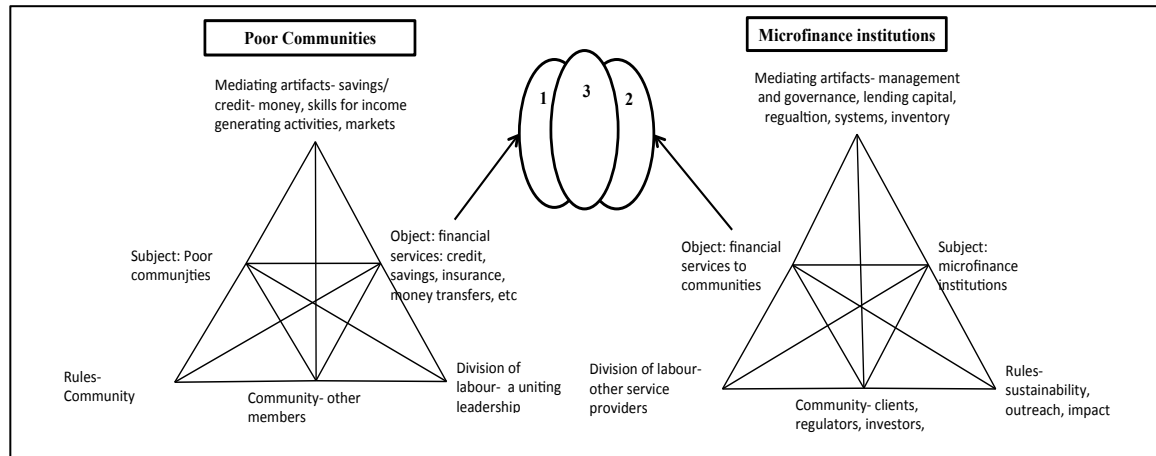 Poor Communities
Microfinance institutions
Mediating artifacts- savings/
credit- money, skills for income
generating activities, markets
1
3
2
Mediating artifacts- management
and governance, lending capital,
regualtion, systems, inventory
Subject: Poor
communities
Object: financial
services: credit,
savings, insurance,
money transfers, etc
Object: financial
services to
communities
Subject:
microfinance
institutions
Rules-
Community
Community- other
members
Division of
labour- a uniting
leadership
Division of labour-
other service
providers
Community- clients,
regulators, investors,
Rules-
sustainability,
outreach, impact